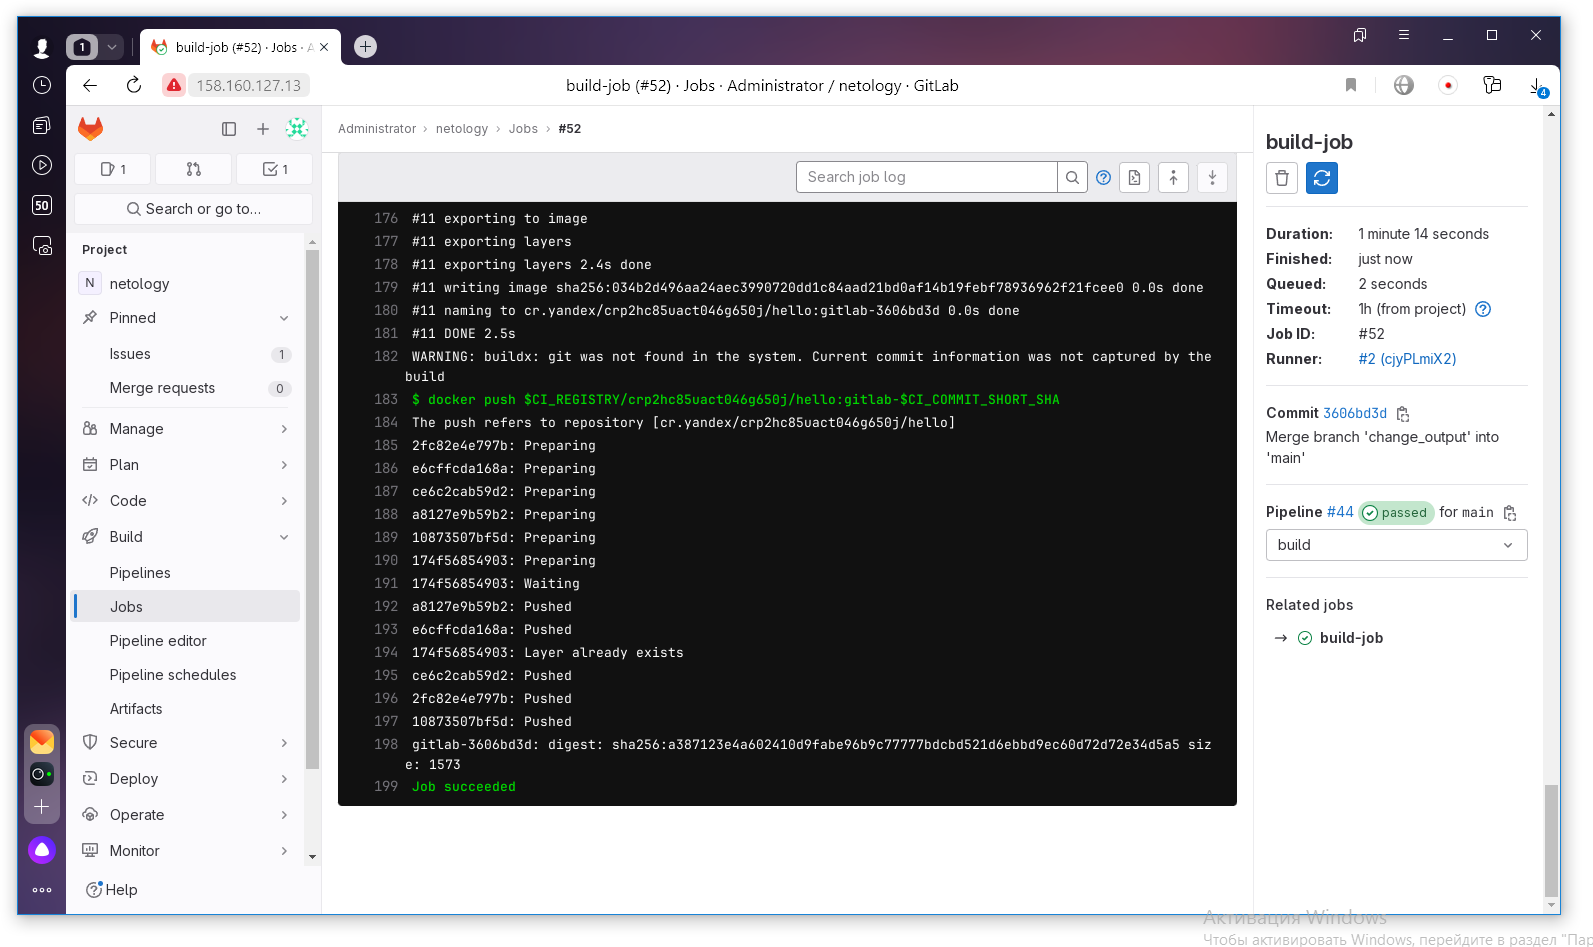 1
build-job (#52) · Jobs · A
158.160.127.13
build-job (#52) · Jobs · Administrator / netology · GitLab
4
50
1
1
Search or go to…
Project
N netology
Pinned
Issues 1
Merge requests 0
Manage
Plan
Code
Build
Pipelines
Jobs
Pipeline editor
Pipeline schedules
Artifacts
Secure
Deploy
Operate
Monitor
Help
Administrator › netology › Jobs › #52
Search job log
176 #11 exporting to image
177 #11 exporting layers
178 #11 exporting layers 2.4s done
179 #11 writing image sha256:034b2d496aa24aec3990720dd1c84aad21bd0af14b19febf78936962f21fcee0 0.0s done
180 #11 naming to cr.yandex/crp2hc85uact046g650j/hello:gitlab-3606bd3d 0.0s done
181 #11 DONE 2.5s
182 WARNING: buildx: git was not found in the system. Current commit information was not captured by the
build
183 $ docker push $CI_REGISTRY/crp2hc85uact046g650j/hello:gitlab-$CI_COMMIT_SHORT_SHA
184 The push refers to repository [cr.yandex/crp2hc85uact046g650j/hello]
185 2fc82e4e797b: Preparing
186 e6cffcda168a: Preparing
187 ce6c2cab59d2: Preparing
188 a8127e9b59b2: Preparing
189 10873507bf5d: Preparing
190 174f56854903: Preparing
191 174f56854903: Waiting
192 a8127e9b59b2: Pushed
193 e6cffcda168a: Pushed
194 174f56854903: Layer already exists
195 ce6c2cab59d2: Pushed
196 2fc82e4e797b: Pushed
197 10873507bf5d: Pushed
198 gitlab-3606bd3d: digest: sha256:a387123e4a602410d9fabe96b9c77777bdcbd521d6ebbd9ec60d72d72e34d5a5 siz
e: 1573
199 Job succeeded
build-job
Duration: 1 minute 14 seconds
Finished: just now
Queued: 2 seconds
Timeout: 1h (from project)
Job ID: #52
Runner: #2 (cjyPLmiX2)
Commit 3606bd3d
Merge branch 'change_output' into
'main'
Pipeline #44 passed for main
build
Related jobs
→ build-job
Активация Windows
Чтобы активировать Windows, перейдите в раздел "Пар